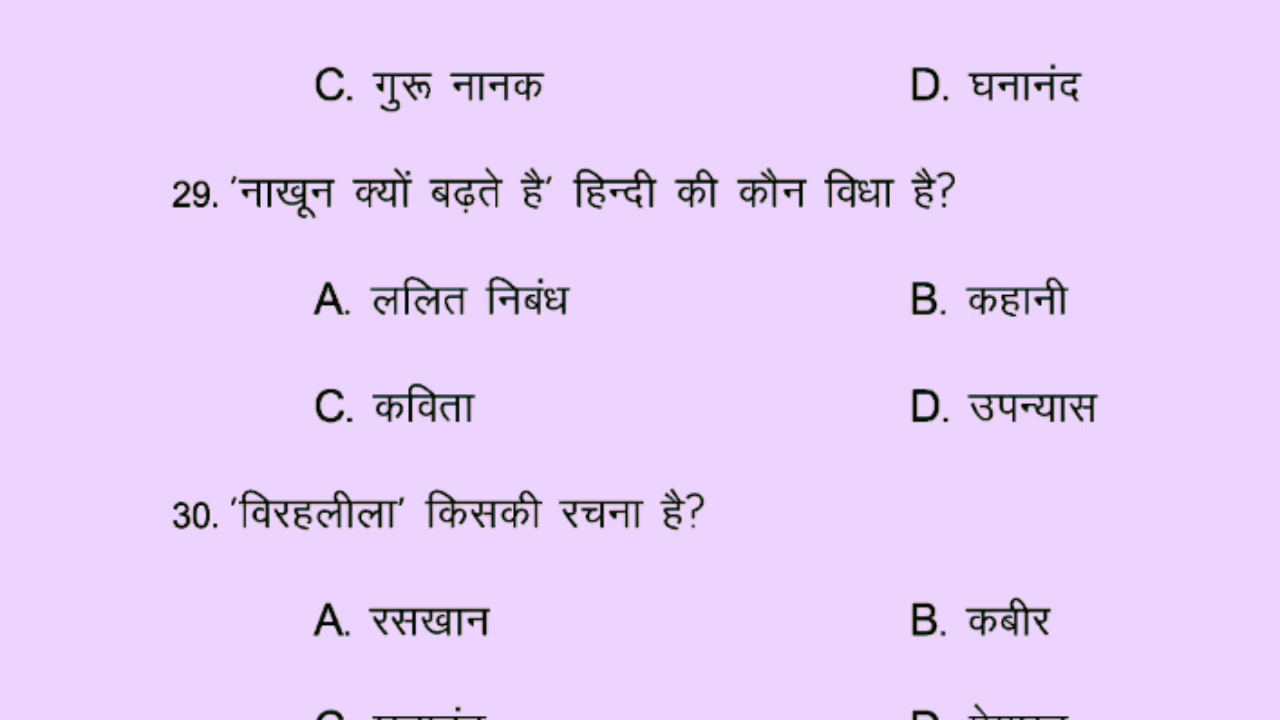 C. गुरू नानक D. घनानंद
29. 'नाखून क्यों बढ़ते है' हिन्दी की कौन विधा है?
A. ललित निबंध B. कहानी
C. कविता D. उपन्यास
30. 'विरहलीला' किसकी रचना है?
A. रसखान B. कबीर
C. D.